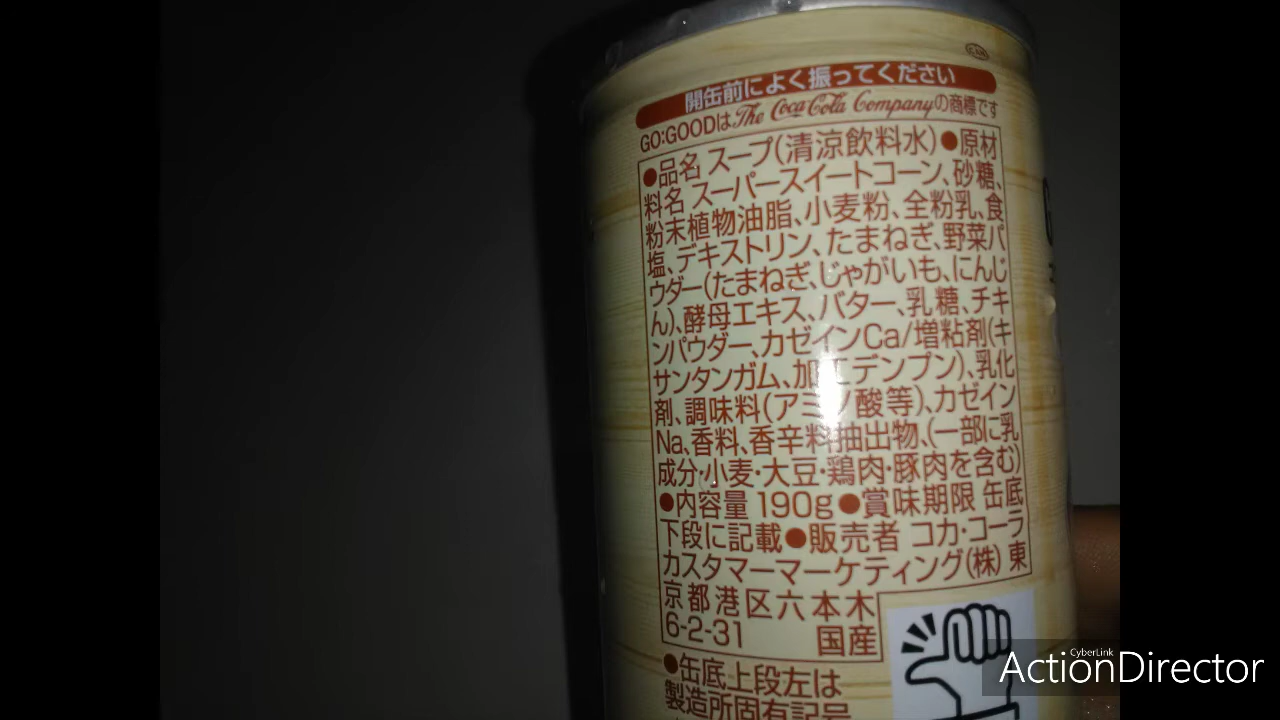 開缶前によく振ってください
GO:GOODはThe Coca-Cola Companyの商標です
●品名 スープ(清涼飲料水)●原材
料名 スーパースイートコーン、砂糖、
粉末植物油脂、小麦粉、全粉乳、食
塩、デキストリン、たまねぎ、野菜パ
ウダー(たまねぎ、じゃがいも、にんじ
ん)、酵母エキス、バター、乳糖、チキ
ンパウダー、カゼインCa/増粘剤(キ
サンタンガム、加工デンプン)、乳化
剤、調味料(アミノ酸等)、カゼイン
Na、香料、香辛料抽出物、(一部に乳
成分・小麦・大豆・鶏肉・豚肉を含む)
●内容量 190g●賞味期限 缶底
下段に記載●販売者 コカ・コーラ
カスタマーマーケティング(株) 東
京都港区六本木
6-2-31 国産
●缶底上段左は
製造所固有記号
CyberLink
ActionDirector